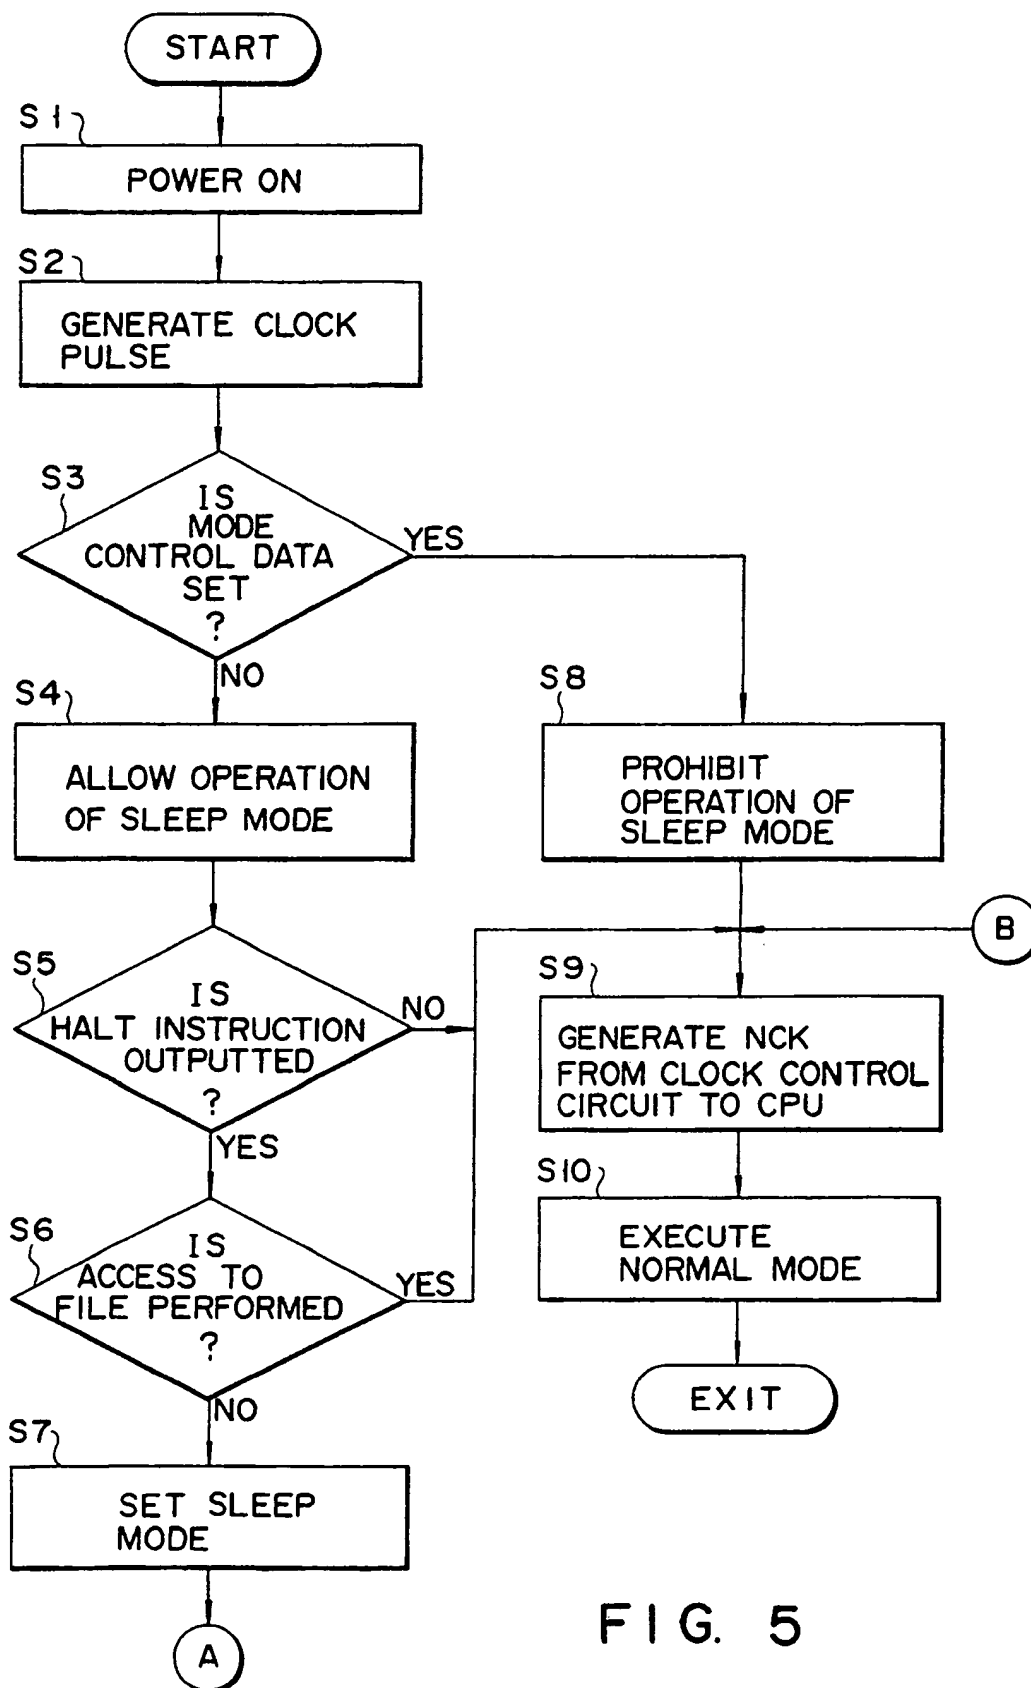 START
S1
POWER ON
S2
GENERATE CLOCK
PULSE
S3
IS
MODE
CONTROL DATA
SET
?
YES
NO
S4
ALLOW OPERATION
OF SLEEP MODE
S8
PROHIBIT
OPERATION OF
SLEEP MODE
B
S5
IS
HALT INSTRUCTION
OUTPUTTED
?
NO
YES
S9
GENERATE NCK
FROM CLOCK CONTROL
CIRCUIT TO CPU
S6
IS
ACCESS TO
FILE PERFORMED
?
YES
NO
S10
EXECUTE
NORMAL MODE
EXIT
S7
SET SLEEP
MODE
A
FIG. 5